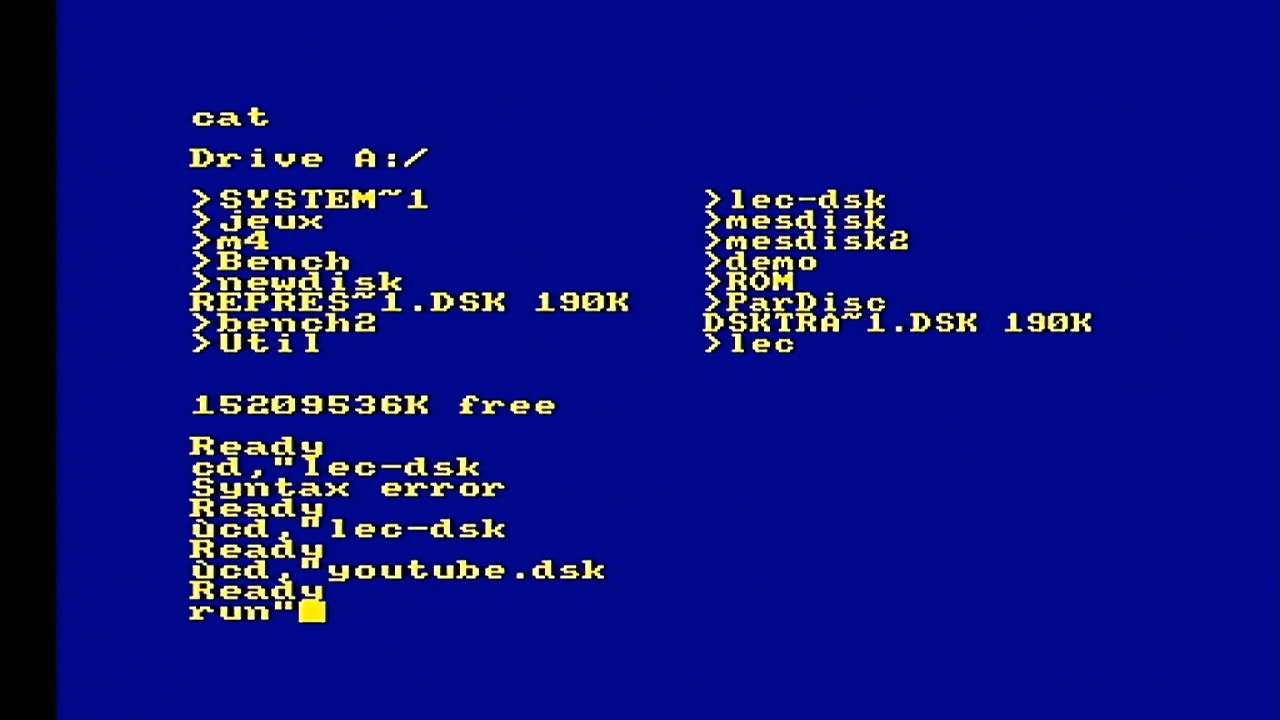 cat
Drive A:/
>SYSTEM~1 >lec-dsk
>jeux >mesdisk
>m4 >mesdisk2
>Bench >demo
>newdisk >ROM
REPRES~1.DSK 190K >ParDisc
>bench2 DSKTRA~1.DSK 190K
>Util >lec
15209536K free
Ready
cd,"lec-dsk
Syntax error
Ready
ùcd,"lec-dsk
Ready
ùcd,"youtube.dsk
Ready
run"